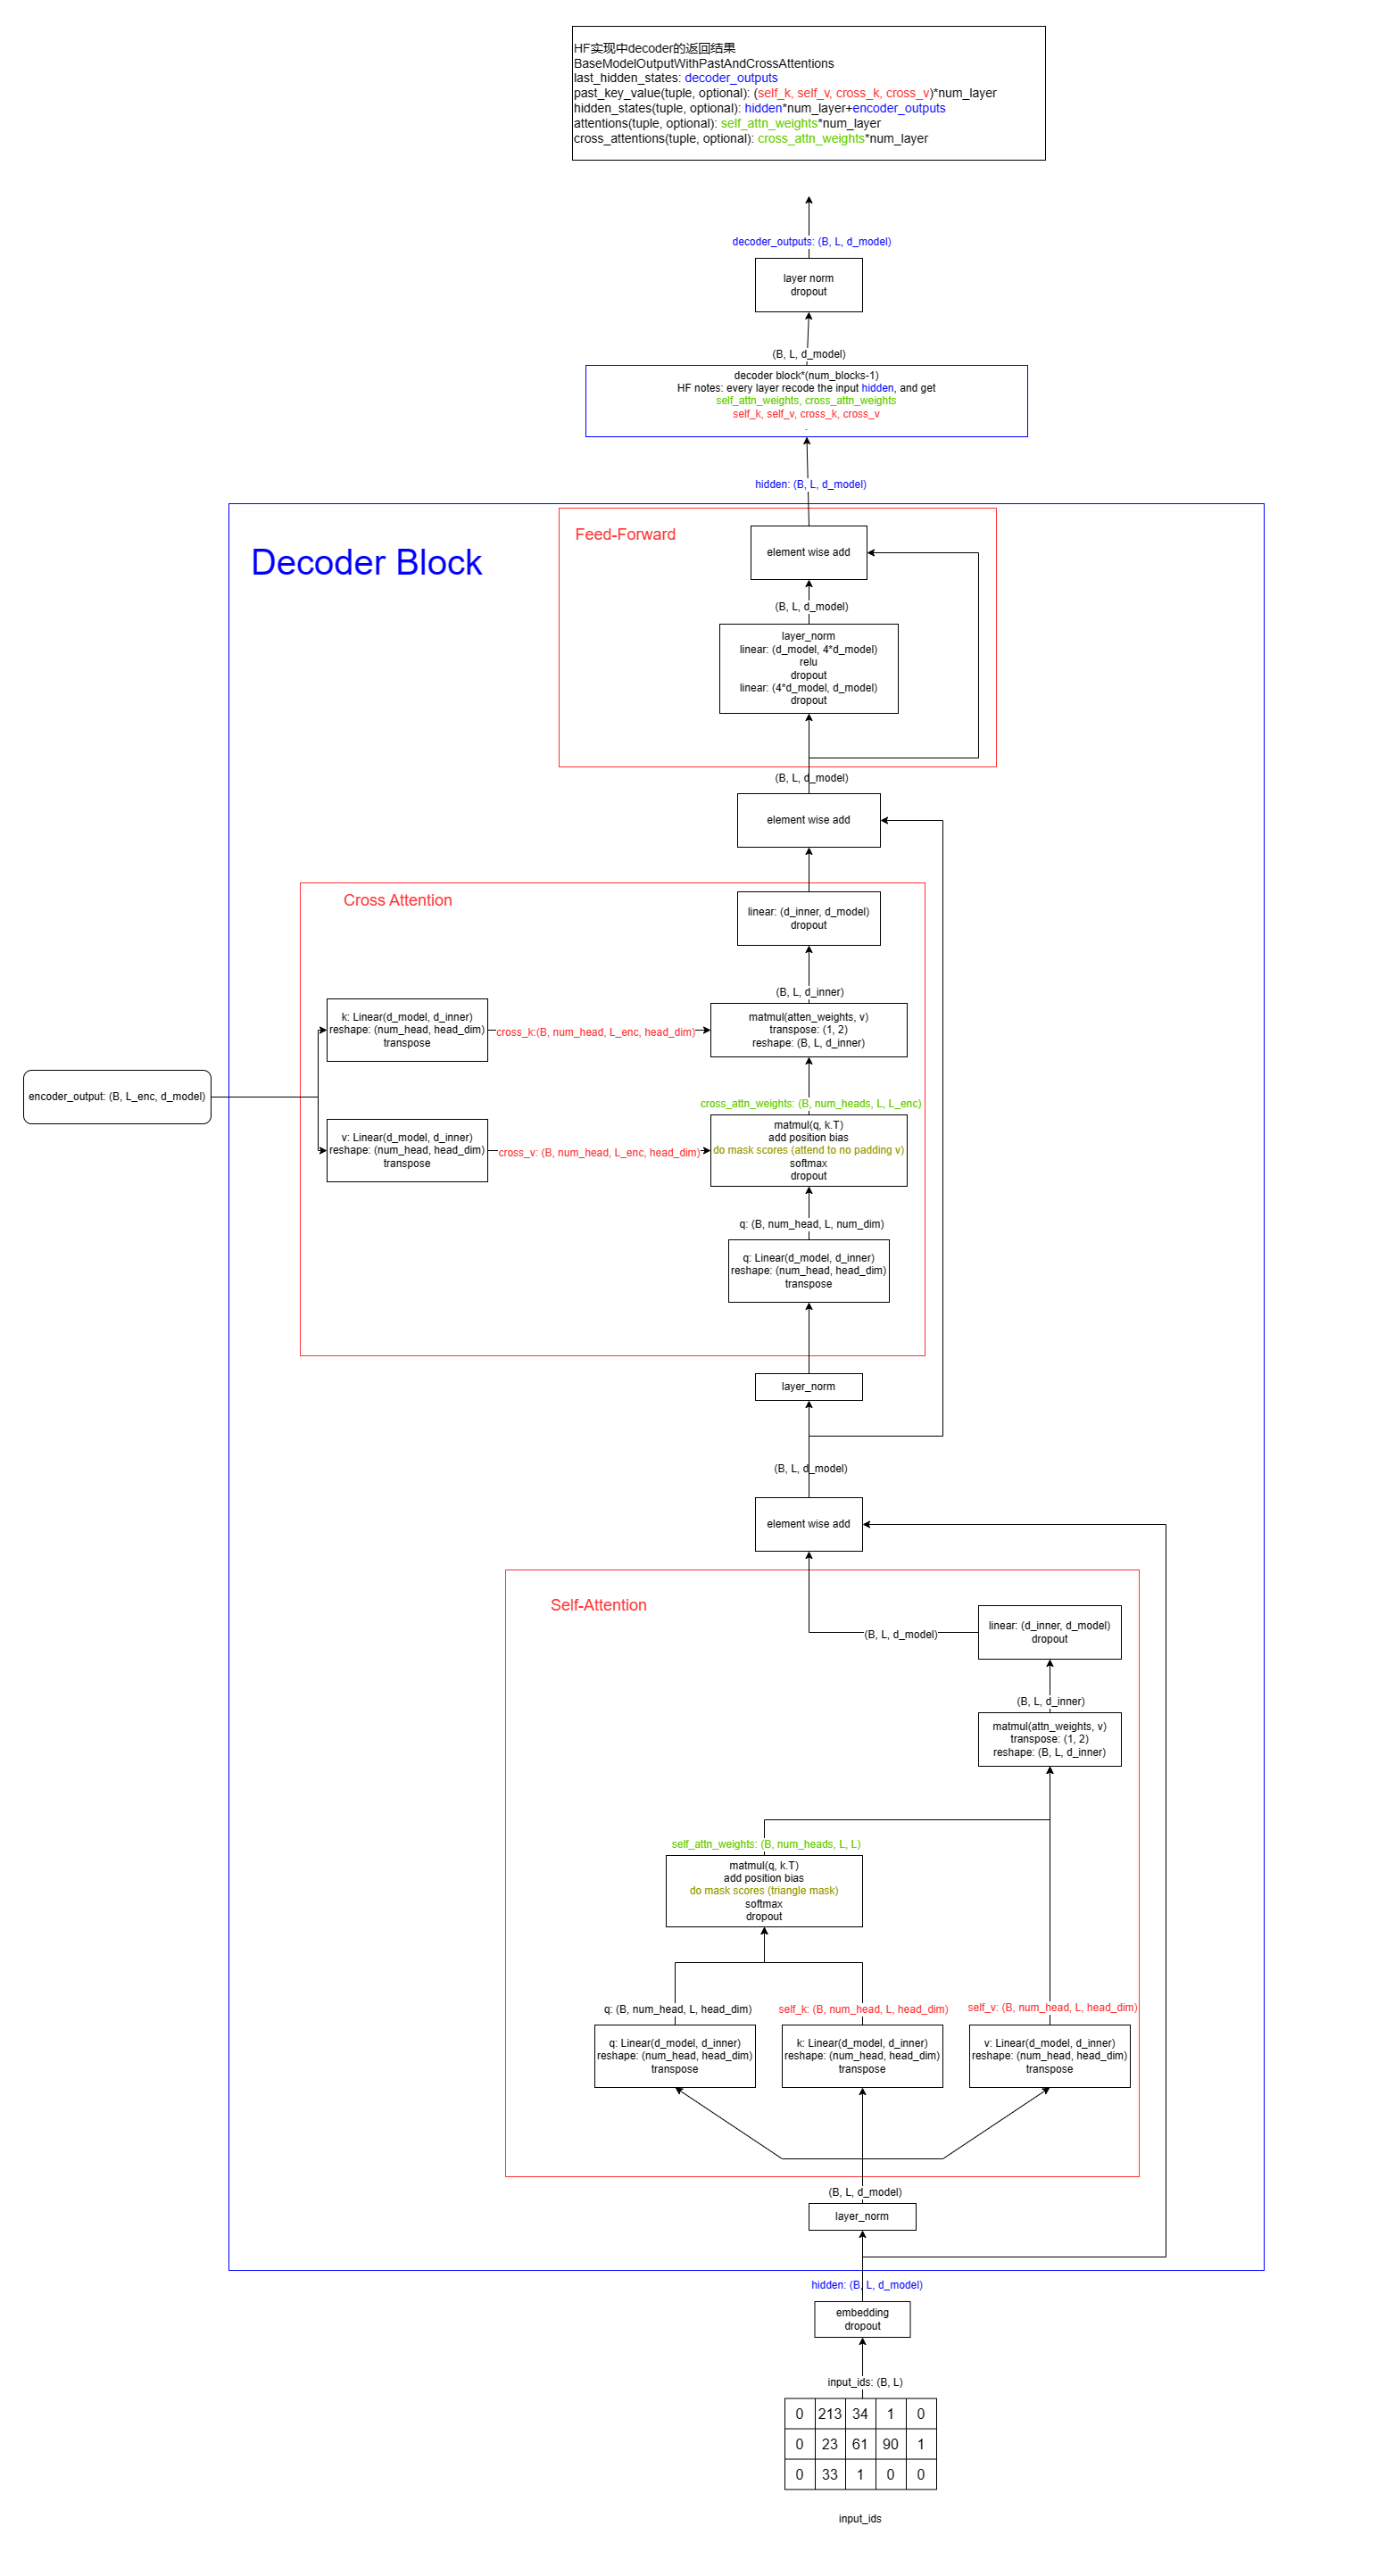 HF实现中decoder的返回结果
BaseModelOutputWithPastAndCrossAttentions
last_hidden_states: decoder_outputs
past_key_value(tuple, optional): (self_k, self_v, cross_k, cross_v)*num_layer
hidden_states(tuple, optional): hidden*num_layer+encoder_outputs
attentions(tuple, optional): self_attn_weights*num_layer
cross_attentions(tuple, optional): cross_attn_weights*num_layer
decoder_outputs: (B, L, d_model)
layer norm
dropout
(B, L, d_model)
decoder block*(num_blocks-1)
HF notes: every layer recode the input hidden, and get
self_attn_weights, cross_attn_weights
self_k, self_v, cross_k, cross_v
.
hidden: (B, L, d_model)
Decoder Block
Feed-Forward
element wise add
(B, L, d_model)
layer_norm
linear: (d_model, 4*d_model)
relu
dropout
linear: (4*d_model, d_model)
dropout
(B, L, d_model)
element wise add
Cross Attention
linear: (d_inner, d_model)
dropout
(B, L, d_inner)
k: Linear(d_model, d_inner)
reshape: (num_head, head_dim)
transpose
cross_k:(B, num_head, L_enc, head_dim)
matmul(atten_weights, v)
transpose: (1, 2)
reshape: (B, L, d_inner)
encoder_output: (B, L_enc, d_model)
cross_attn_weights: (B, num_heads, L, L_enc)
v: Linear(d_model, d_inner)
reshape: (num_head, head_dim)
transpose
cross_v: (B, num_head, L_enc, head_dim)
matmul(q, k.T)
add position bias
do mask scores (attend to no padding v)
softmax
dropout
q: (B, num_head, L, num_dim)
q: Linear(d_model, d_inner)
reshape: (num_head, head_dim)
transpose
layer_norm
(B, L, d_model)
element wise add
Self-Attention
linear: (d_inner, d_model)
dropout
(B, L, d_model)
(B, L, d_inner)
matmul(attn_weights, v)
transpose: (1, 2)
reshape: (B, L, d_inner)
self_attn_weights: (B, num_heads, L, L)
matmul(q, k.T)
add position bias
do mask scores (triangle mask)
softmax
dropout
q: (B, num_head, L, head_dim)
self_k: (B, num_head, L, head_dim)
self_v: (B, num_head, L, head_dim)
q: Linear(d_model, d_inner)
reshape: (num_head, head_dim)
transpose
k: Linear(d_model, d_inner)
reshape: (num_head, head_dim)
transpose
v: Linear(d_model, d_inner)
reshape: (num_head, head_dim)
transpose
(B, L, d_model)
layer_norm
hidden: (B, L, d_model)
embedding
dropout
input_ids: (B, L)
0 213 34 1 0
0 23 61 90 1
0 33 1 0 0
input_ids